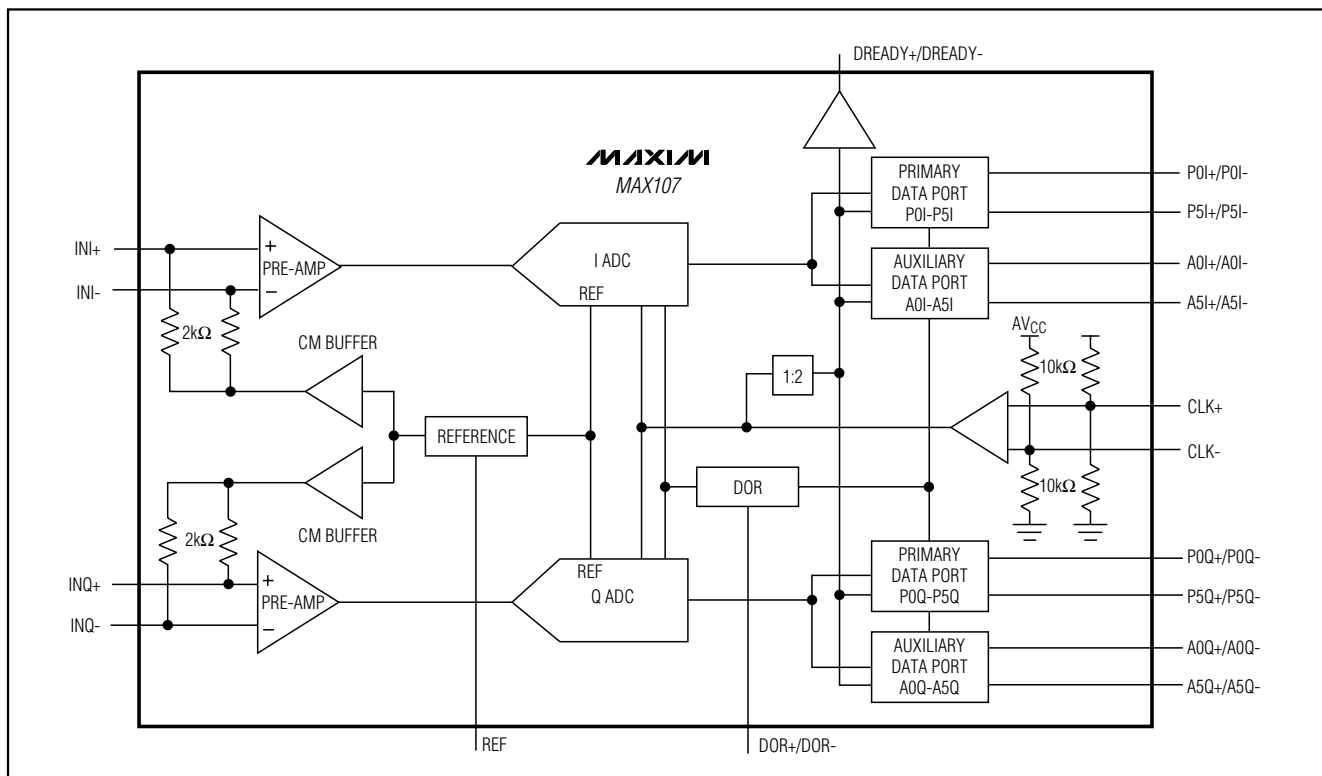 DREADY+/DREADY-
MAXIM
MAX107
PRIMARY
DATA PORT
P0I-P5I
P0I+/P0I-
P5I+/P5I-
INI+
INI-
+
PRE-AMP
−
I ADC
REF
AUXILIARY
DATA PORT
A0I-A5I
A0I+/A0I-
A5I+/A5I-
2kΩ
CM BUFFER
AVCC
10kΩ
1:2
CLK+
CLK-
REFERENCE
DOR
10kΩ
CM BUFFER
2kΩ
INQ+
INQ-
+
PRE-AMP
−
REF
Q ADC
PRIMARY
DATA PORT
P0Q-P5Q
P0Q+/P0Q-
P5Q+/P5Q-
AUXILIARY
DATA PORT
A0Q-A5Q
A0Q+/A0Q-
A5Q+/A5Q-
REF
DOR+/DOR-